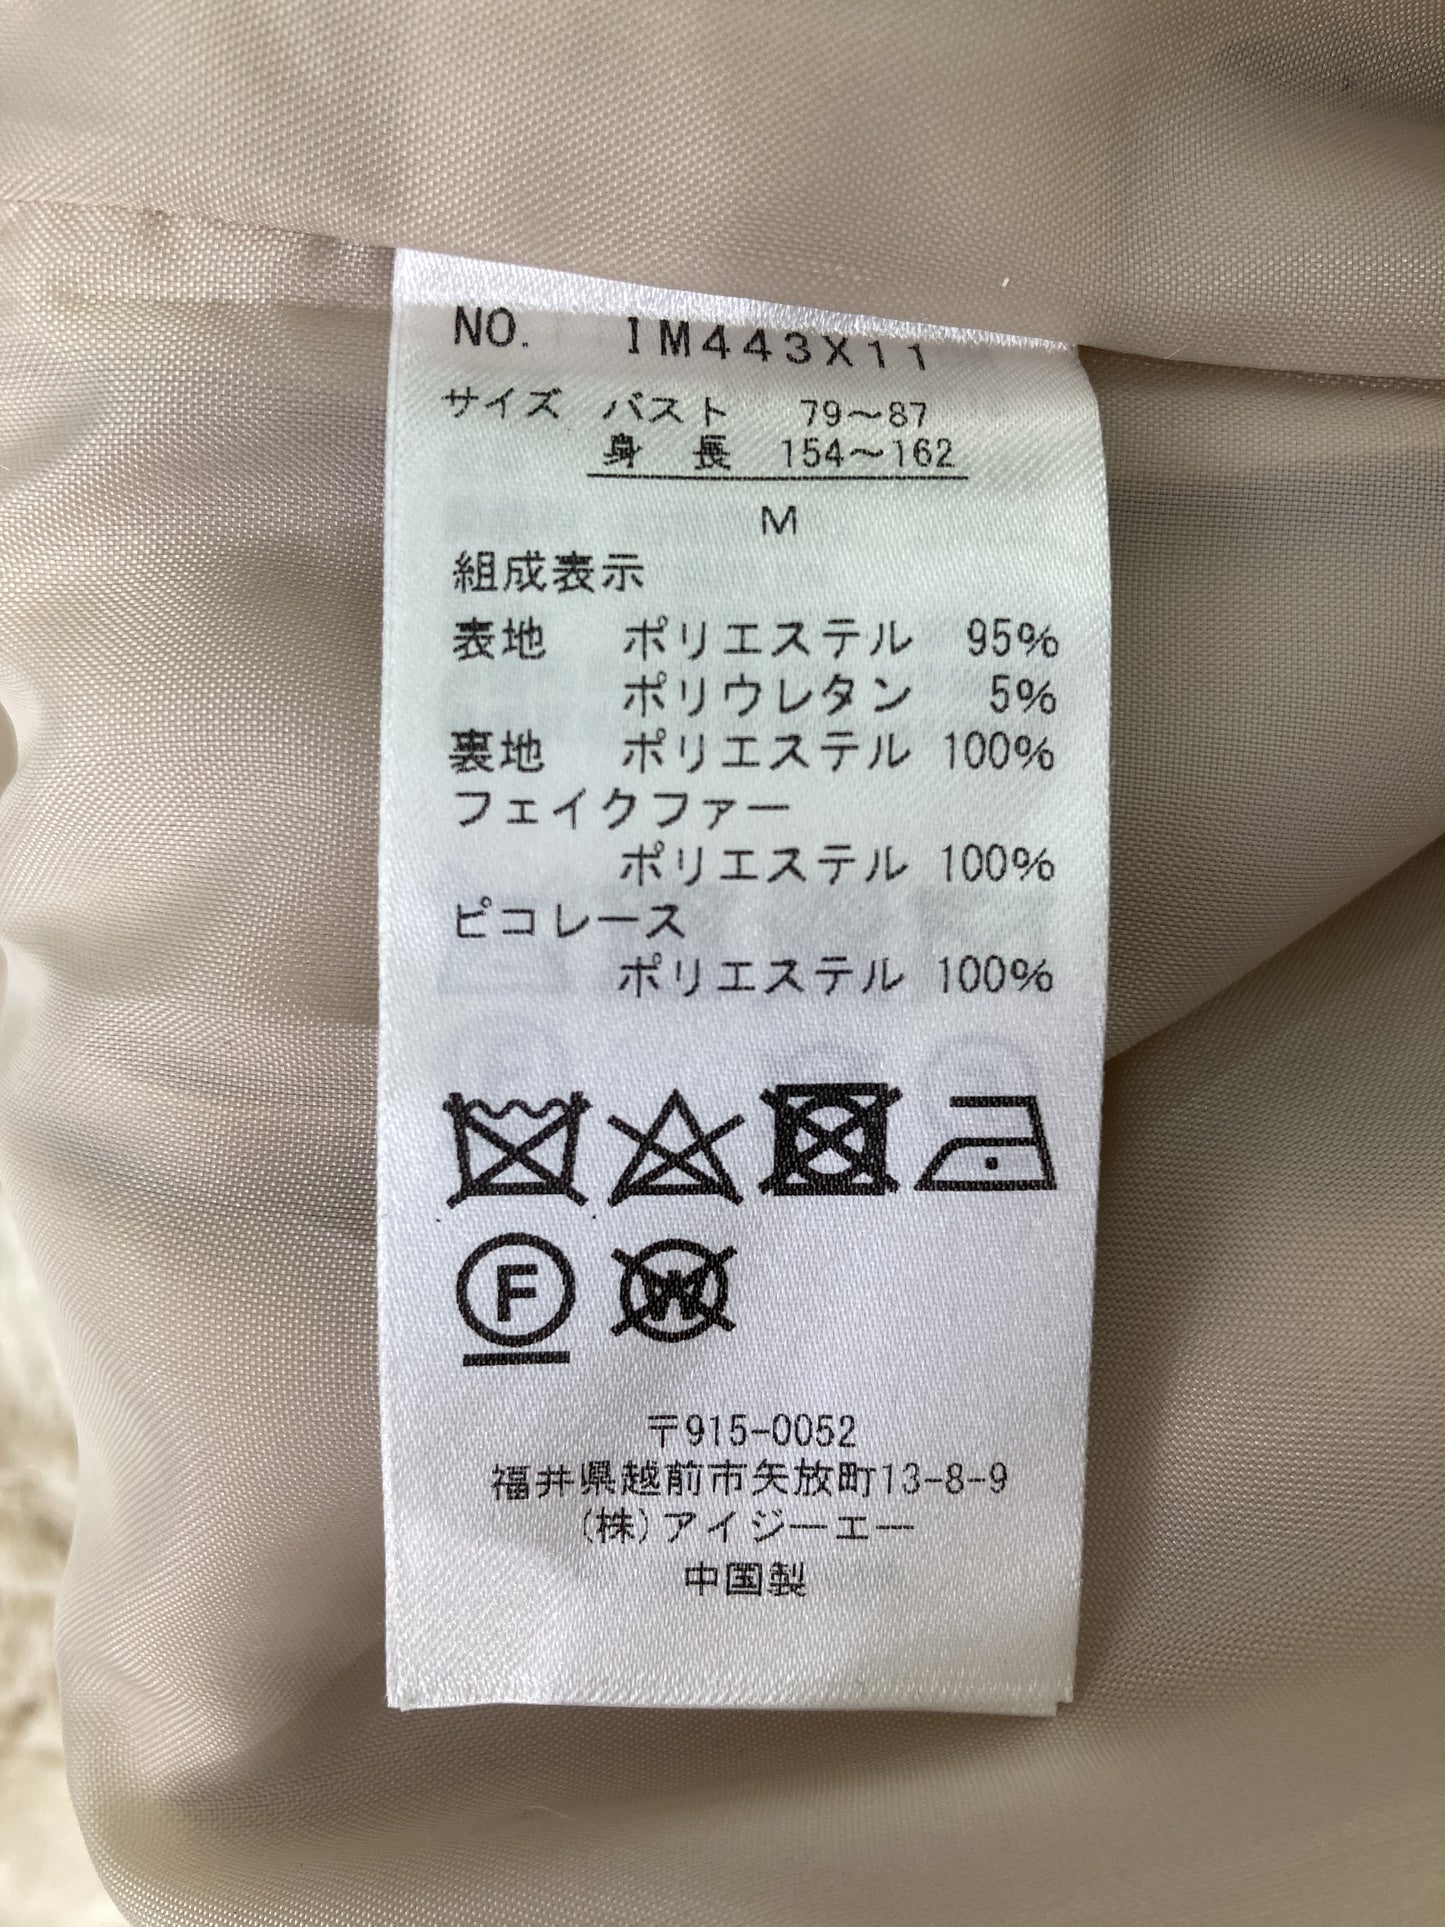 NO. IM443X11
サイズ バスト 79〜87
身 長 154〜162
M
組成表示
表地 ポリエステル 95%
ポリウレタン 5%
裏地 ポリエステル 100%
フェイクファー
ポリエステル 100%
ピコレース
ポリエステル 100%
F W
〒915-0052
福井県越前市矢放町13-8-9
(株)アイジーエー
中国製